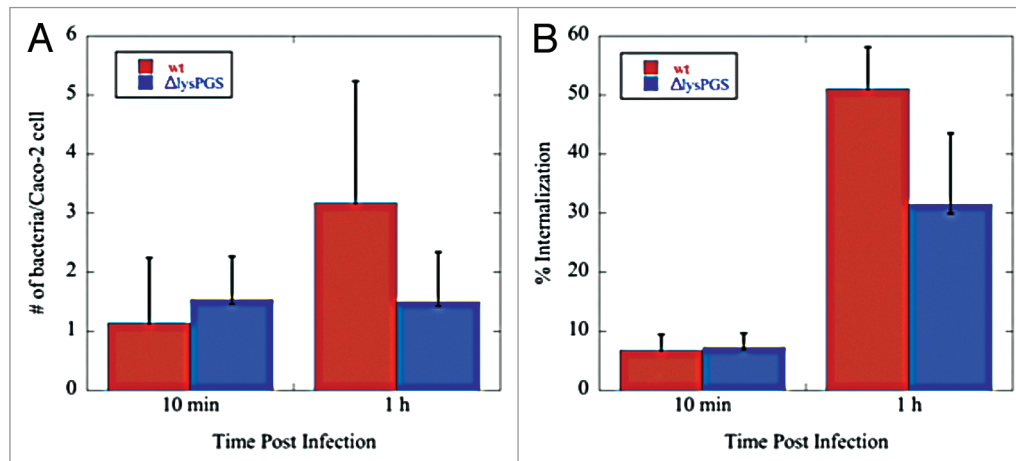 A
wt
ΔlysPGS
# of bacteria/Caco-2 cell
6
5
4
3
2
1
0
10 min
1 h
Time Post Infection
B
wt
ΔlysPGS
% Internalization
60
50
40
30
20
10
0
10 min
1 h
Time Post Infection